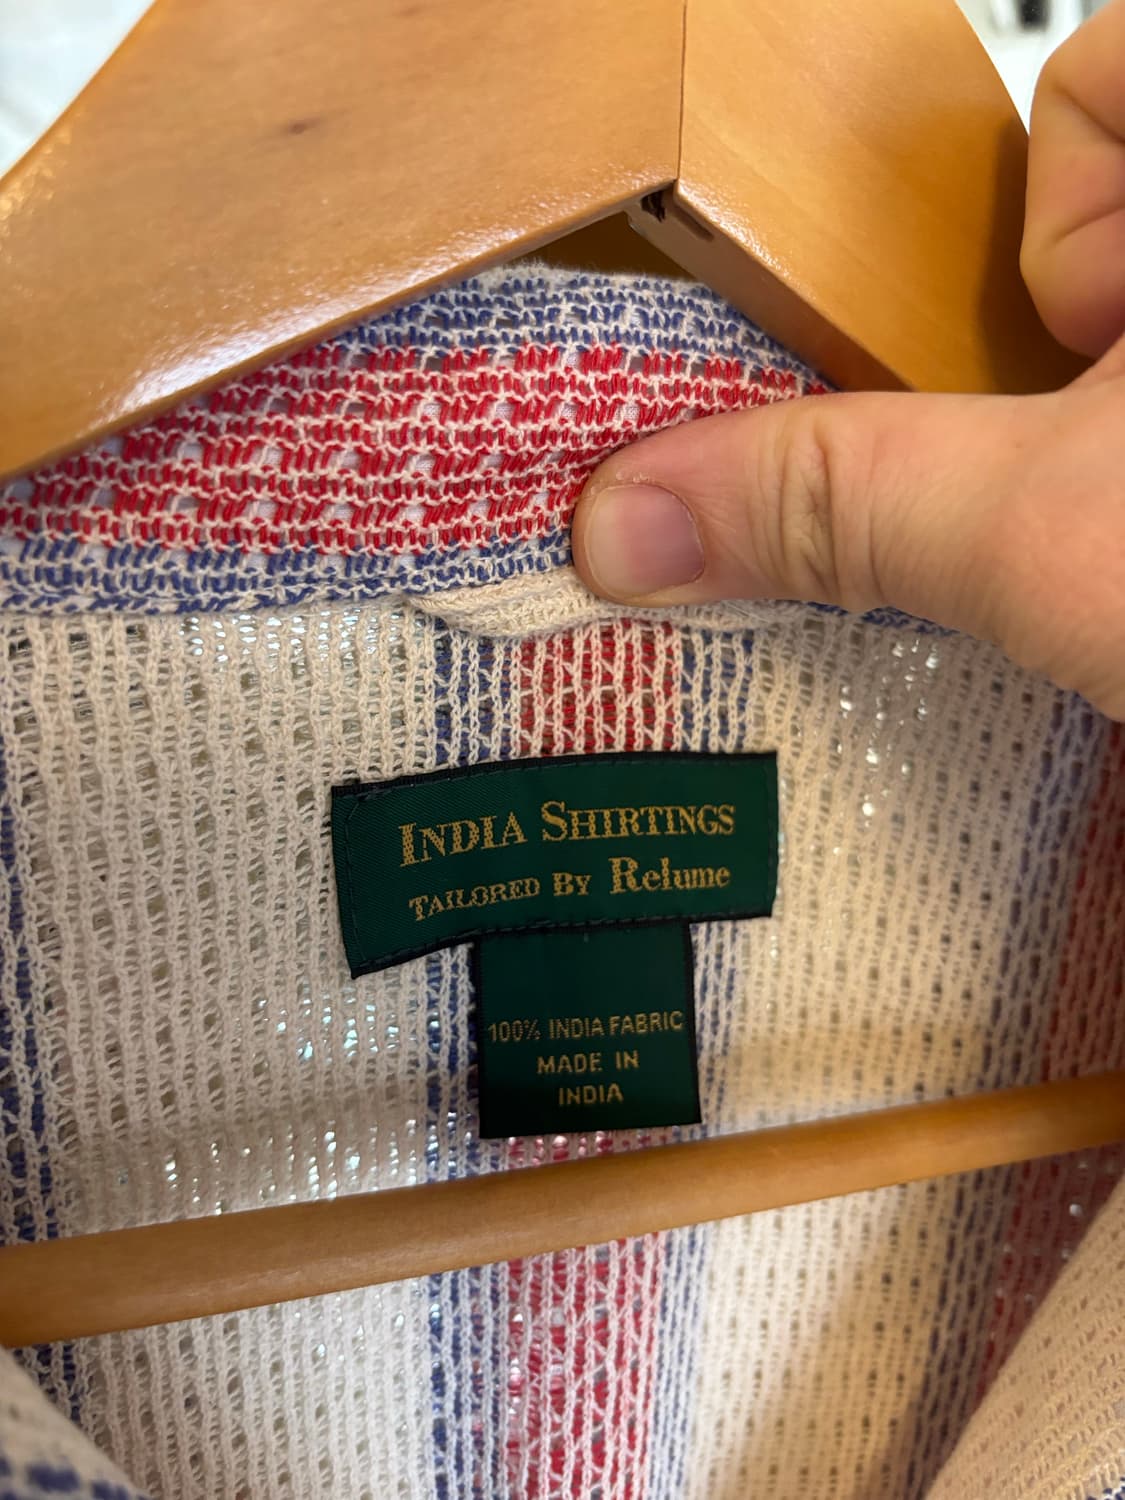 INDIA SHIRTINGS
TAILORED BY Relume
100% INDIA FABRIC
MADE IN
INDIA